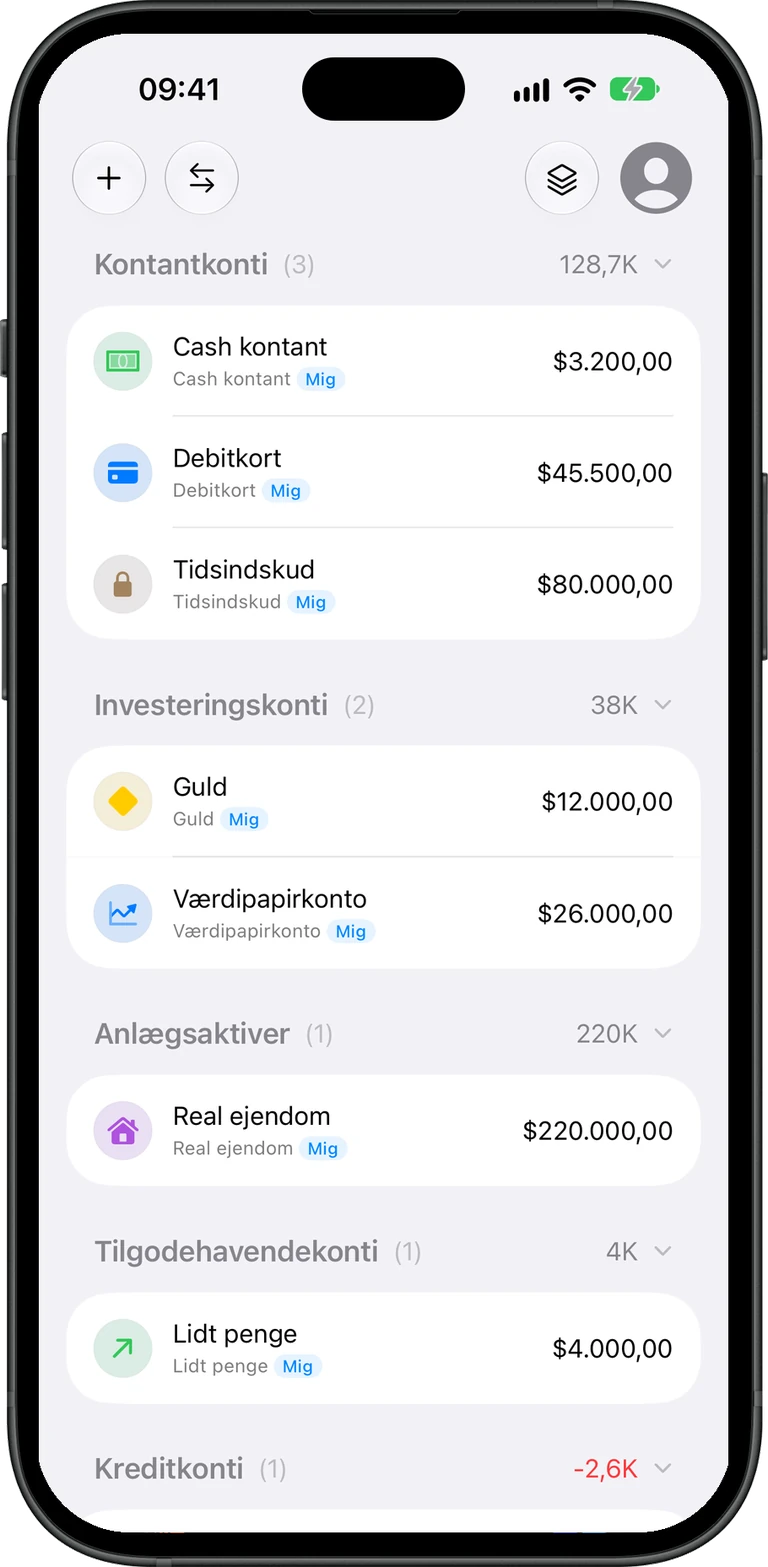 09:41
Kontantkonti (3) 128,7K
Cash kontant
$3.200,00
Cash kontant Mig
Debitkort
$45.500,00
Debitkort Mig
Tidsindskud
$80.000,00
Tidsindskud Mig
Investeringskonti (2) 38K
Guld
$12.000,00
Guld Mig
Værdipapirkonto
$26.000,00
Værdipapirkonto Mig
Anlægsaktiver (1) 220K
Real ejendom
$220.000,00
Real ejendom Mig
Tilgodehavendekonti (1) 4K
Lidt penge
$4.000,00
Lidt penge Mig
Kreditkonti (1) -2,6K